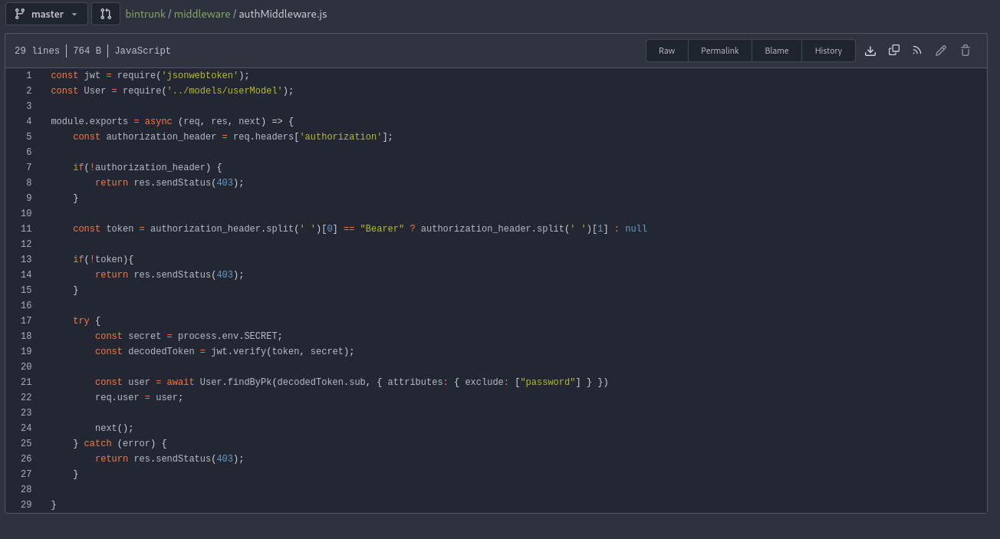 master bintrunk / middleware / authMiddleware.js
29 lines 764 B JavaScript Raw Permalink Blame History
1 const jwt = require('jsonwebtoken');
2 const User = require('../models/userModel');
3
4 module.exports = async (req, res, next) => {
5     const authorization_header = req.headers['authorization'];
6
7     if(!authorization_header) {
8         return res.sendStatus(403);
9     }
10
11     const token = authorization_header.split(' ')[0] == "Bearer" ? authorization_header.split(' ')[1] : null
12
13     if(!token){
14         return res.sendStatus(403);
15     }
16
17     try {
18         const secret = process.env.SECRET;
19         const decodedToken = jwt.verify(token, secret);
20
21         const user = await User.findByPk(decodedToken.sub, { attributes: { exclude: ["password"] } })
22         req.user = user;
23
24         next();
25     } catch (error) {
26         return res.sendStatus(403);
27     }
28
29 }